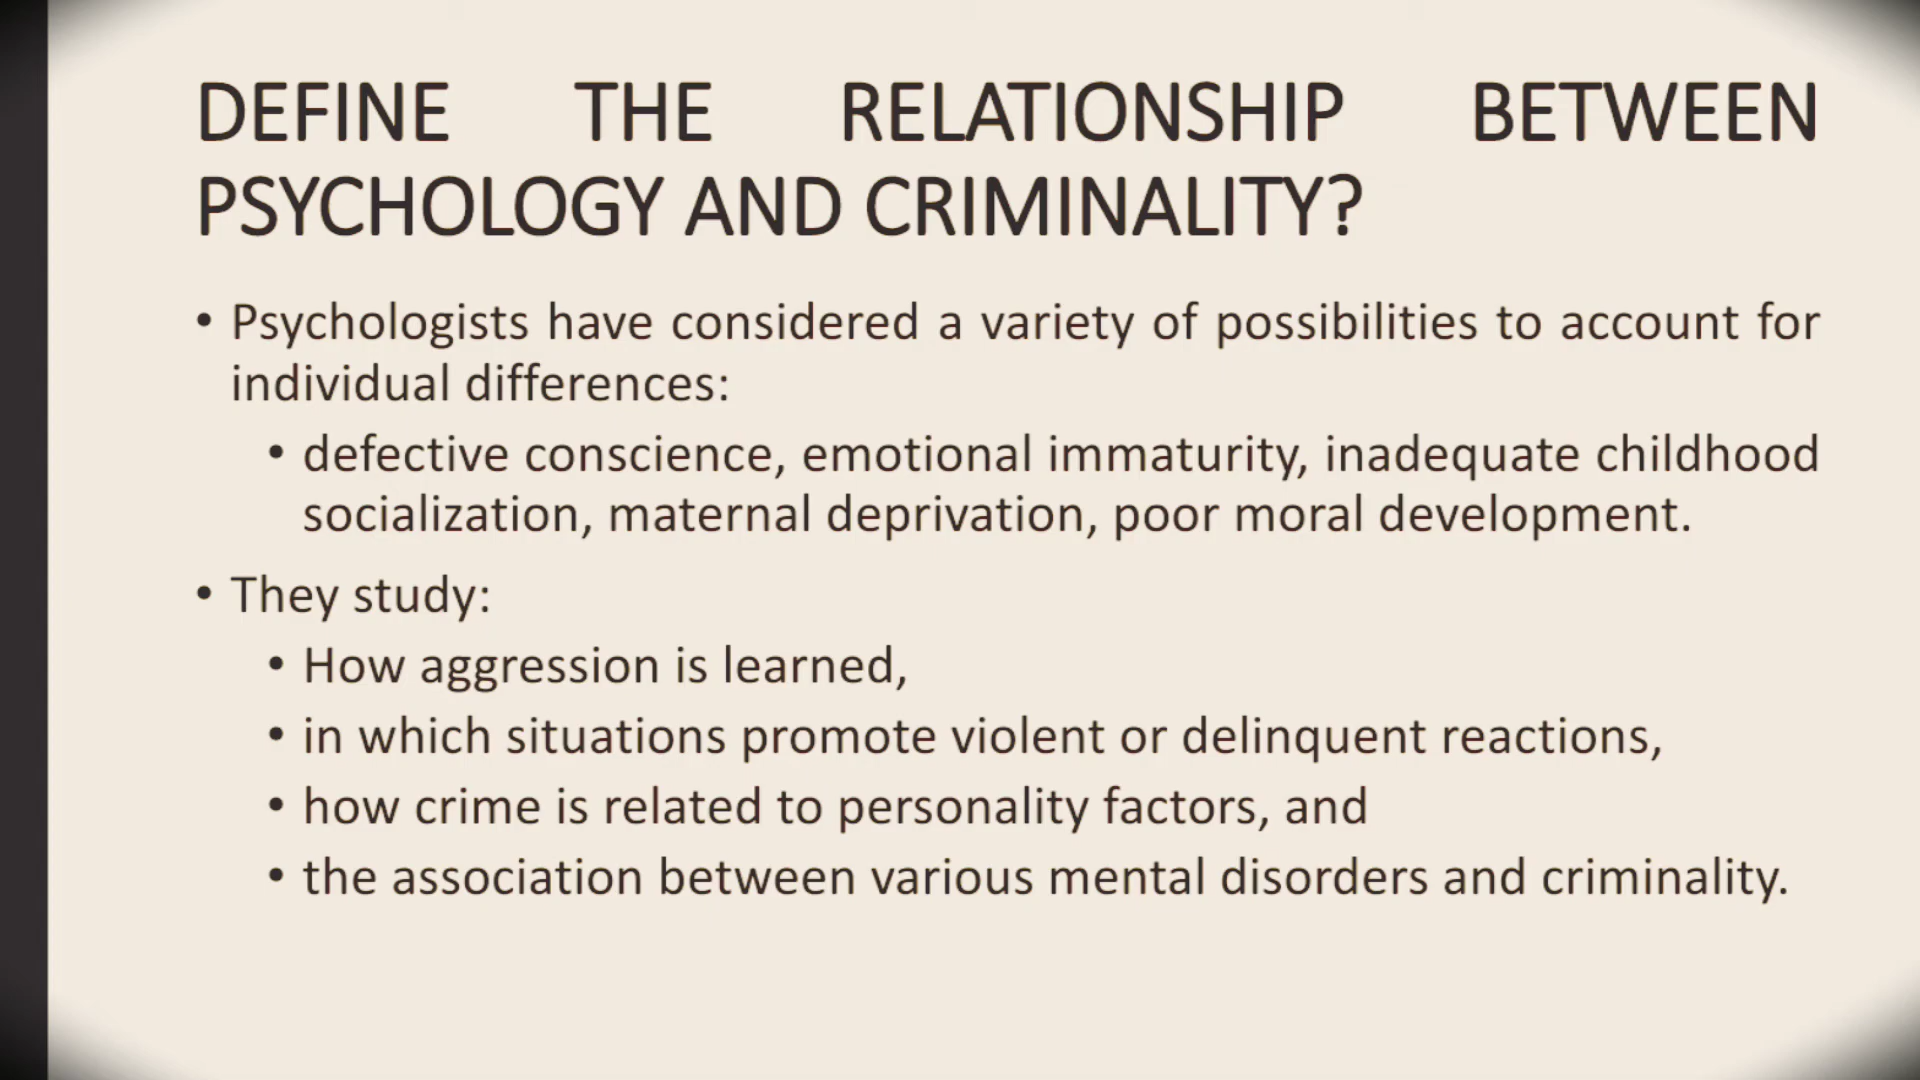 DEFINE THE RELATIONSHIP BETWEEN
PSYCHOLOGY AND CRIMINALITY?
• Psychologists have considered a variety of possibilities to account for
individual differences:
• defective conscience, emotional immaturity, inadequate childhood
socialization, maternal deprivation, poor moral development.
• They study:
• How aggression is learned,
• in which situations promote violent or delinquent reactions,
• how crime is related to personality factors, and
• the association between various mental disorders and criminality.